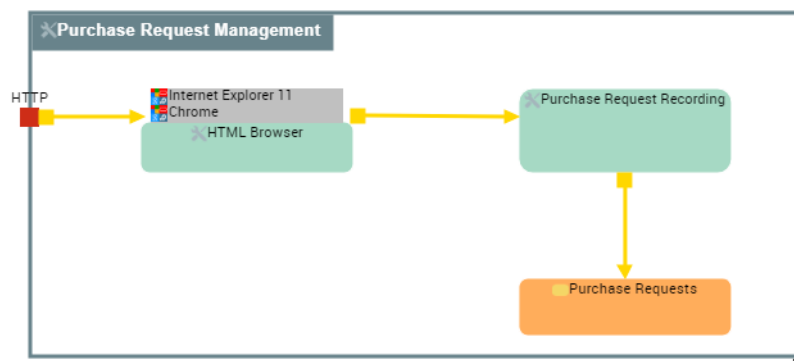 Purchase Request Management
HTTP
Internet Explorer 11
Chrome
HTML Browser
Purchase Request Recording
Purchase Requests